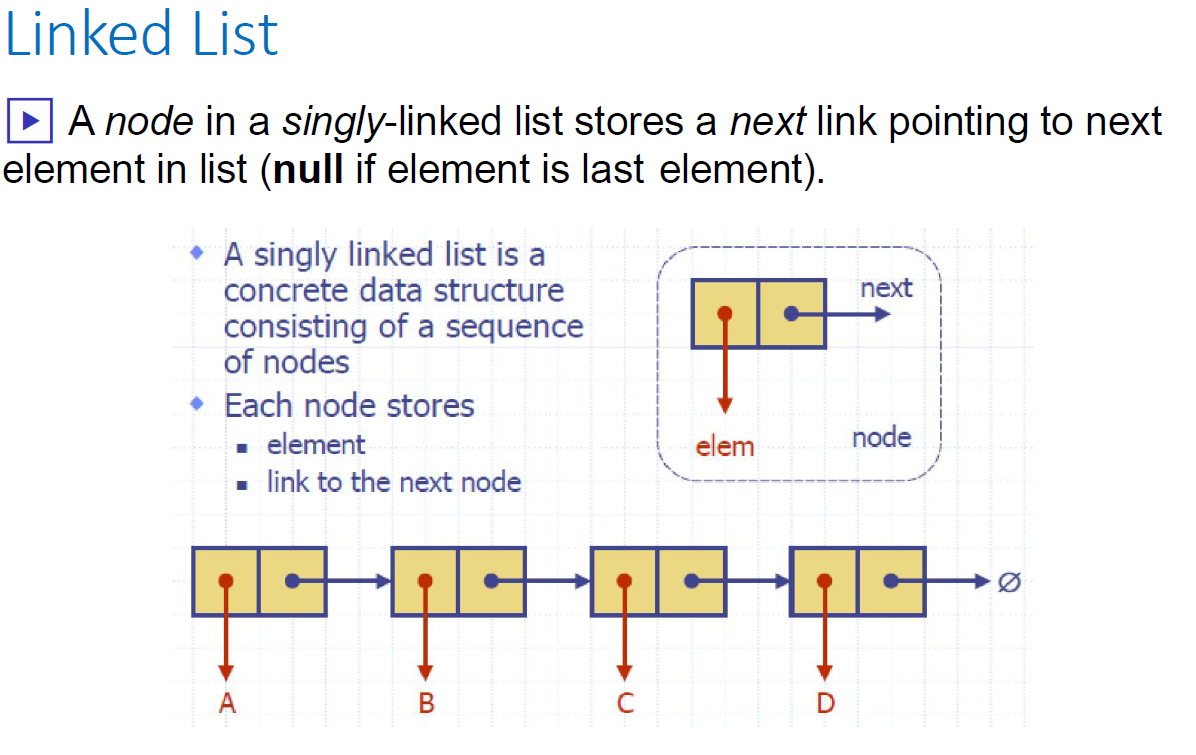 Linked List
A node in a singly-linked list stores a next link pointing to next
element in list (null if element is last element).
A singly linked list is a
concrete data structure
consisting of a sequence
of nodes
Each node stores
element
link to the next node
next
elem
node
∅
A
B
C
D